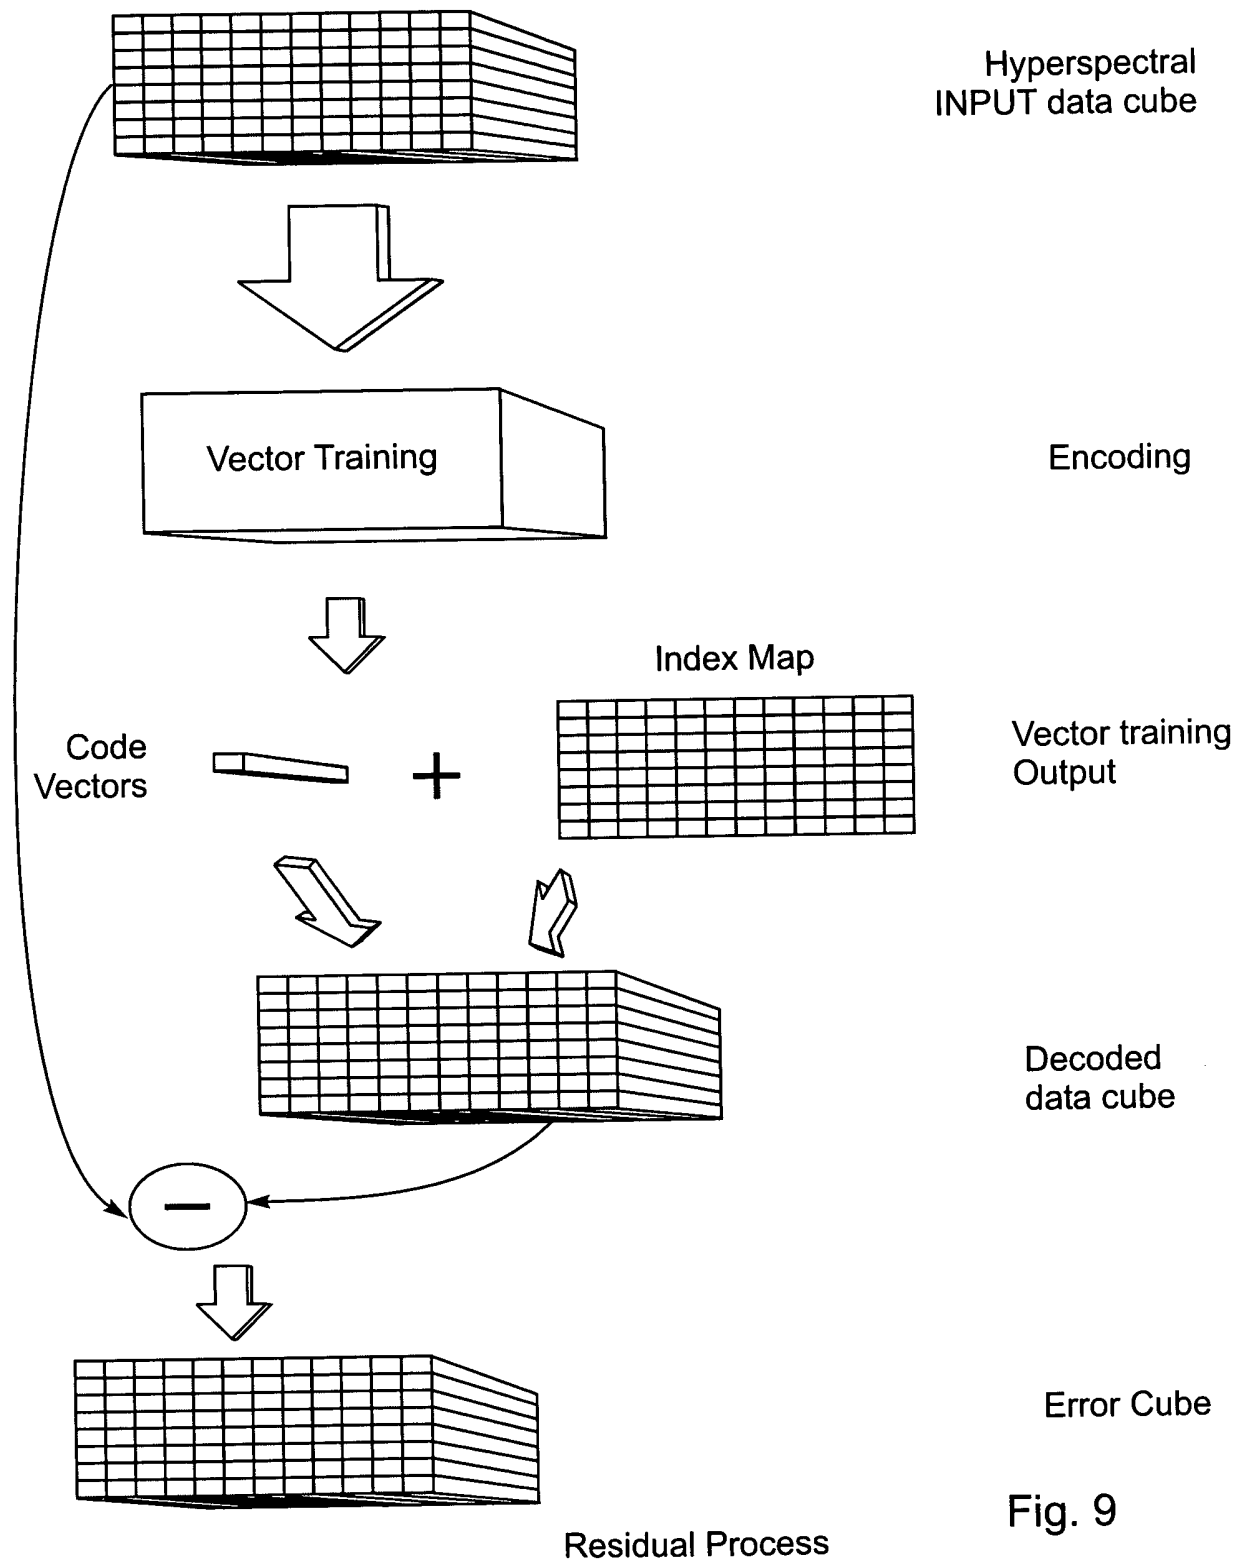 Hyperspectral
INPUT data cube
Vector Training
Encoding
Index Map
Code
Vectors
+
Vector training
Output
Decoded
data cube
−
Error Cube
Fig. 9
Residual Process